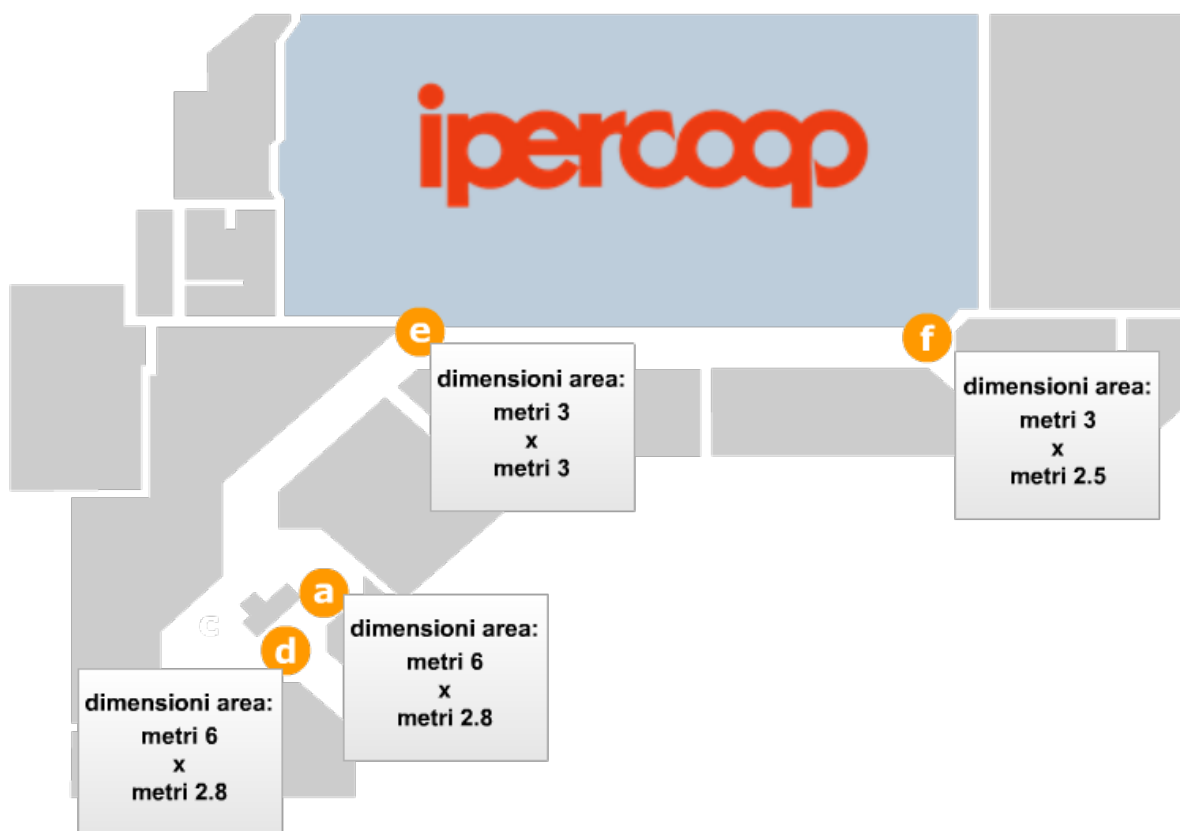 ipercoop
e
f
dimensioni area:
metri 3
x
metri 3
dimensioni area:
metri 3
x
metri 2.5
a
c
d
dimensioni area:
metri 6
x
metri 2.8
dimensioni area:
metri 6
x
metri 2.8